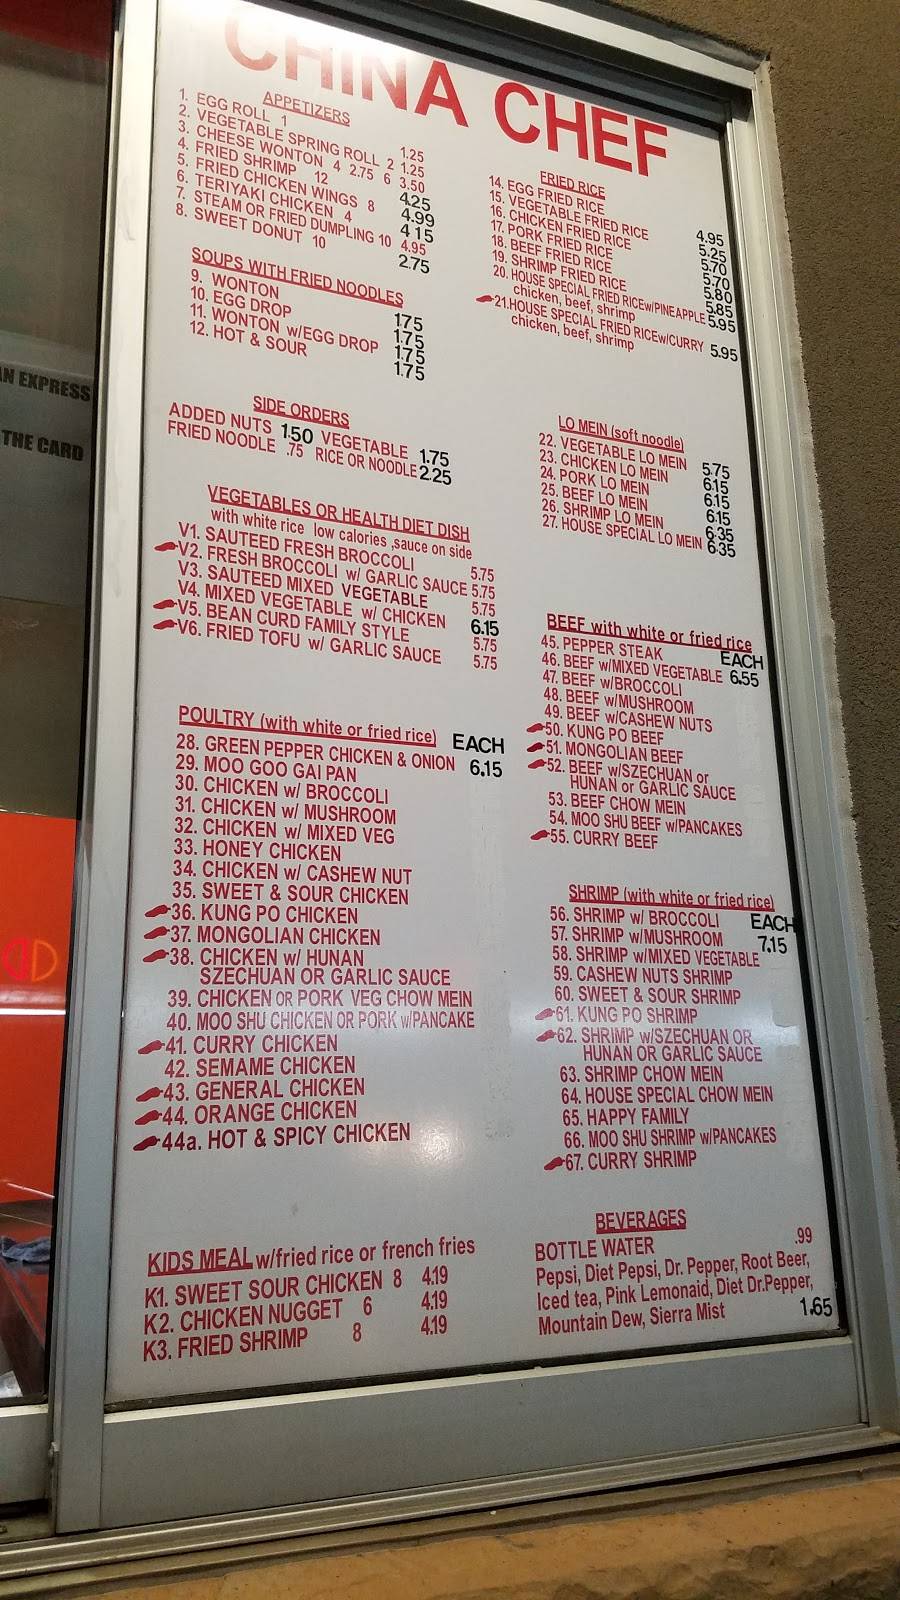 CHINA CHEF
APPETIZERS
1. EGG ROLL 1 1.25
2. VEGETABLE SPRING ROLL 2 1.25
3. CHEESE WONTON 4 2.75 6 3.50
4. FRIED SHRIMP 12 4.25
5. FRIED CHICKEN WINGS 8 4.99
6. TERIYAKI CHICKEN 4 4 15
7. STEAM OR FRIED DUMPLING 10 4.95
8. SWEET DONUT 10 2.75
SOUPS WITH FRIED NOODLES
9. WONTON 1.75
10. EGG DROP 1.75
11. WONTON w/EGG DROP 1.75
12. HOT & SOUR 1.75
SIDE ORDERS
ADDED NUTS 1.50 VEGETABLE 1.75
FRIED NOODLE .75 RICE OR NOODLE 2.25
VEGETABLES OR HEALTH DIET DISH
with white rice low calories ,sauce on side
V1. SAUTEED FRESH BROCCOLI 5.75
V2. FRESH BROCCOLI w/ GARLIC SAUCE 5.75
V3. SAUTEED MIXED VEGETABLE 5.75
V4. MIXED VEGETABLE w/ CHICKEN 6.15
V5. BEAN CURD FAMILY STYLE 5.75
V6. FRIED TOFU w/ GARLIC SAUCE 5.75
POULTRY (with white or fried rice) EACH
28. GREEN PEPPER CHICKEN & ONION 6.15
29. MOO GOO GAI PAN
30. CHICKEN w/ BROCCOLI
31. CHICKEN w/ MUSHROOM
32. CHICKEN w/ MIXED VEG
33. HONEY CHICKEN
34. CHICKEN w/ CASHEW NUT
35. SWEET & SOUR CHICKEN
36. KUNG PO CHICKEN
37. MONGOLIAN CHICKEN
38. CHICKEN w/ HUNAN
SZECHUAN OR GARLIC SAUCE
39. CHICKEN OR PORK VEG CHOW MEIN
40. MOO SHU CHICKEN OR PORK w/PANCAKE
41. CURRY CHICKEN
42. SEMAME CHICKEN
43. GENERAL CHICKEN
44. ORANGE CHICKEN
44a. HOT & SPICY CHICKEN
KIDS MEAL w/fried rice or french fries
K1. SWEET SOUR CHICKEN 8 4.19
K2. CHICKEN NUGGET 6 4.19
K3. FRIED SHRIMP 8 4.19
FRIED RICE
14. EGG FRIED RICE 4.95
15. VEGETABLE FRIED RICE 5.25
16. CHICKEN FRIED RICE 5.70
17. PORK FRIED RICE 5.70
18. BEEF FRIED RICE 5.80
19. SHRIMP FRIED RICE 5.85
20. HOUSE SPECIAL FRIED RICEw/PINEAPPLE 5.95
chicken, beef, shrimp
21.HOUSE SPECIAL FRIED RICEw/CURRY 5.95
chicken, beef, shrimp
LO MEIN (soft noodle)
22. VEGETABLE LO MEIN 5.75
23. CHICKEN LO MEIN 6.15
24. PORK LO MEIN 6.15
25. BEEF LO MEIN 6.15
26. SHRIMP LO MEIN 6.35
27. HOUSE SPECIAL LO MEIN 6.35
BEEF with white or fried rice
45. PEPPER STEAK EACH
46. BEEF w/MIXED VEGETABLE 6.55
47. BEEF w/BROCCOLI
48. BEEF w/MUSHROOM
49. BEEF w/CASHEW NUTS
50. KUNG PO BEEF
51. MONGOLIAN BEEF
52. BEEF w/SZECHUAN or
HUNAN or GARLIC SAUCE
53. BEEF CHOW MEIN
54. MOO SHU BEEF w/PANCAKES
55. CURRY BEEF
SHRIMP (with white or fried rice)
56. SHRIMP w/ BROCCOLI EACH
57. SHRIMP w/MUSHROOM 7.15
58. SHRIMP w/MIXED VEGETABLE
59. CASHEW NUTS SHRIMP
60. SWEET & SOUR SHRIMP
61. KUNG PO SHRIMP
62. SHRIMP w/SZECHUAN OR
HUNAN OR GARLIC SAUCE
63. SHRIMP CHOW MEIN
64. HOUSE SPECIAL CHOW MEIN
65. HAPPY FAMILY
66. MOO SHU SHRIMP w/PANCAKES
67. CURRY SHRIMP
BEVERAGES
BOTTLE WATER .99
Pepsi, Diet Pepsi, Dr. Pepper, Root Beer,
Iced tea, Pink Lemonaid, Diet Dr.Pepper,
Mountain Dew, Sierra Mist 1.65
EXPRESS
THE CARD